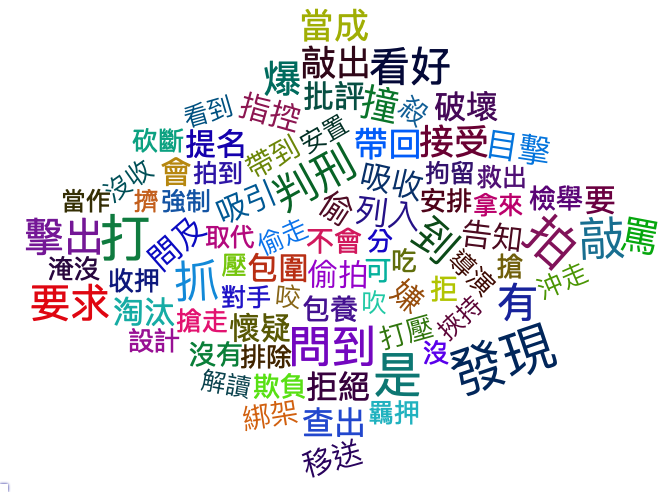 當成
敲出
看好
爆
批評
撞
殺
破壞
看到
指控
安置
砍斷
提名
帶到
帶回
接受
目擊
沒收
會
拍到
判刑
吸收
拘留
救出
當作
擠
強制
吸引
偷
列入
安排
拿來
檢舉
要
擊出
打
問及
取代
偷走
不會
分
到
告知
拍
敲
罵
淹沒
收押
抓
壓
包圍
偷拍
可
吃
導演
搶
沖走
要求
淘汰
搶走
對手
咬
包養
吹
嫌
拒
挾持
有
設計
懷疑
沒有
排除
問到
打壓
沒
是
發現
解讀
欺負
拒絕
綁架
查出
羈押
移送